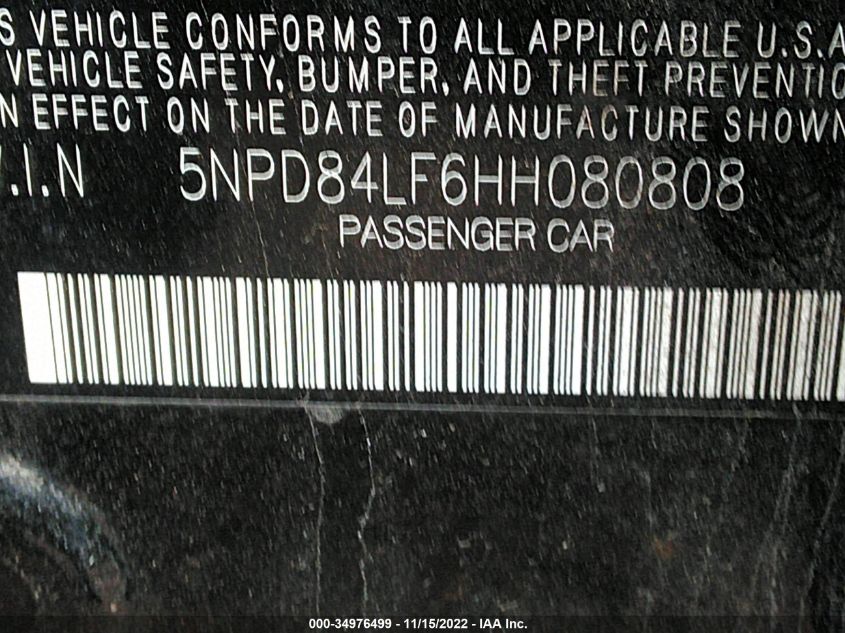 S VEHICLE CONFORMS TO ALL APPLICABLE U.S.A
VEHICLE SAFETY, BUMPER, AND THEFT PREVENTIO
N EFFECT ON THE DATE OF MANUFACTURE SHOWN
V.I.N 5NPD84LF6HH080808
PASSENGER CAR
000-34976499 - 11/15/2022 - IAA Inc.